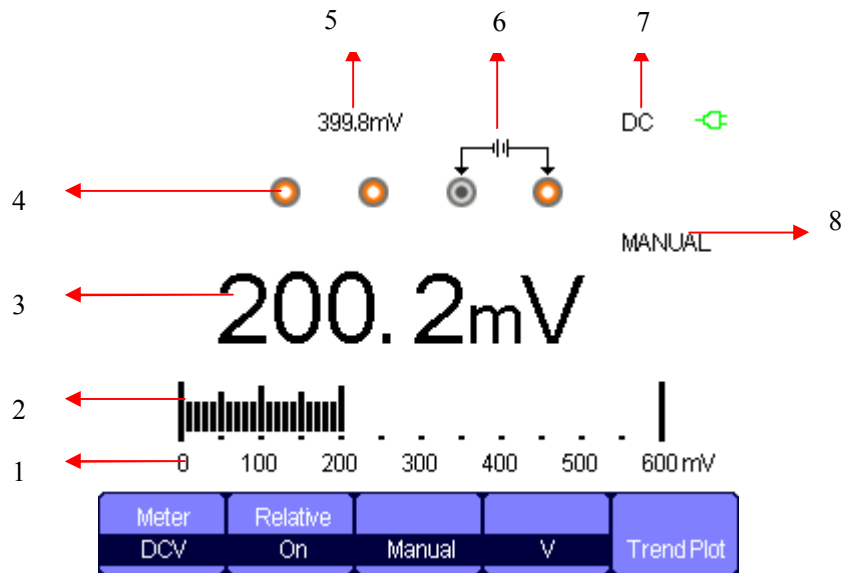 5 6 7
399.8mV DC
4
8
MANUAL
3 200.2mV
2
1 0 100 200 300 400 500 600 mV
Meter Relative
DCV On Manual V Trend Plot